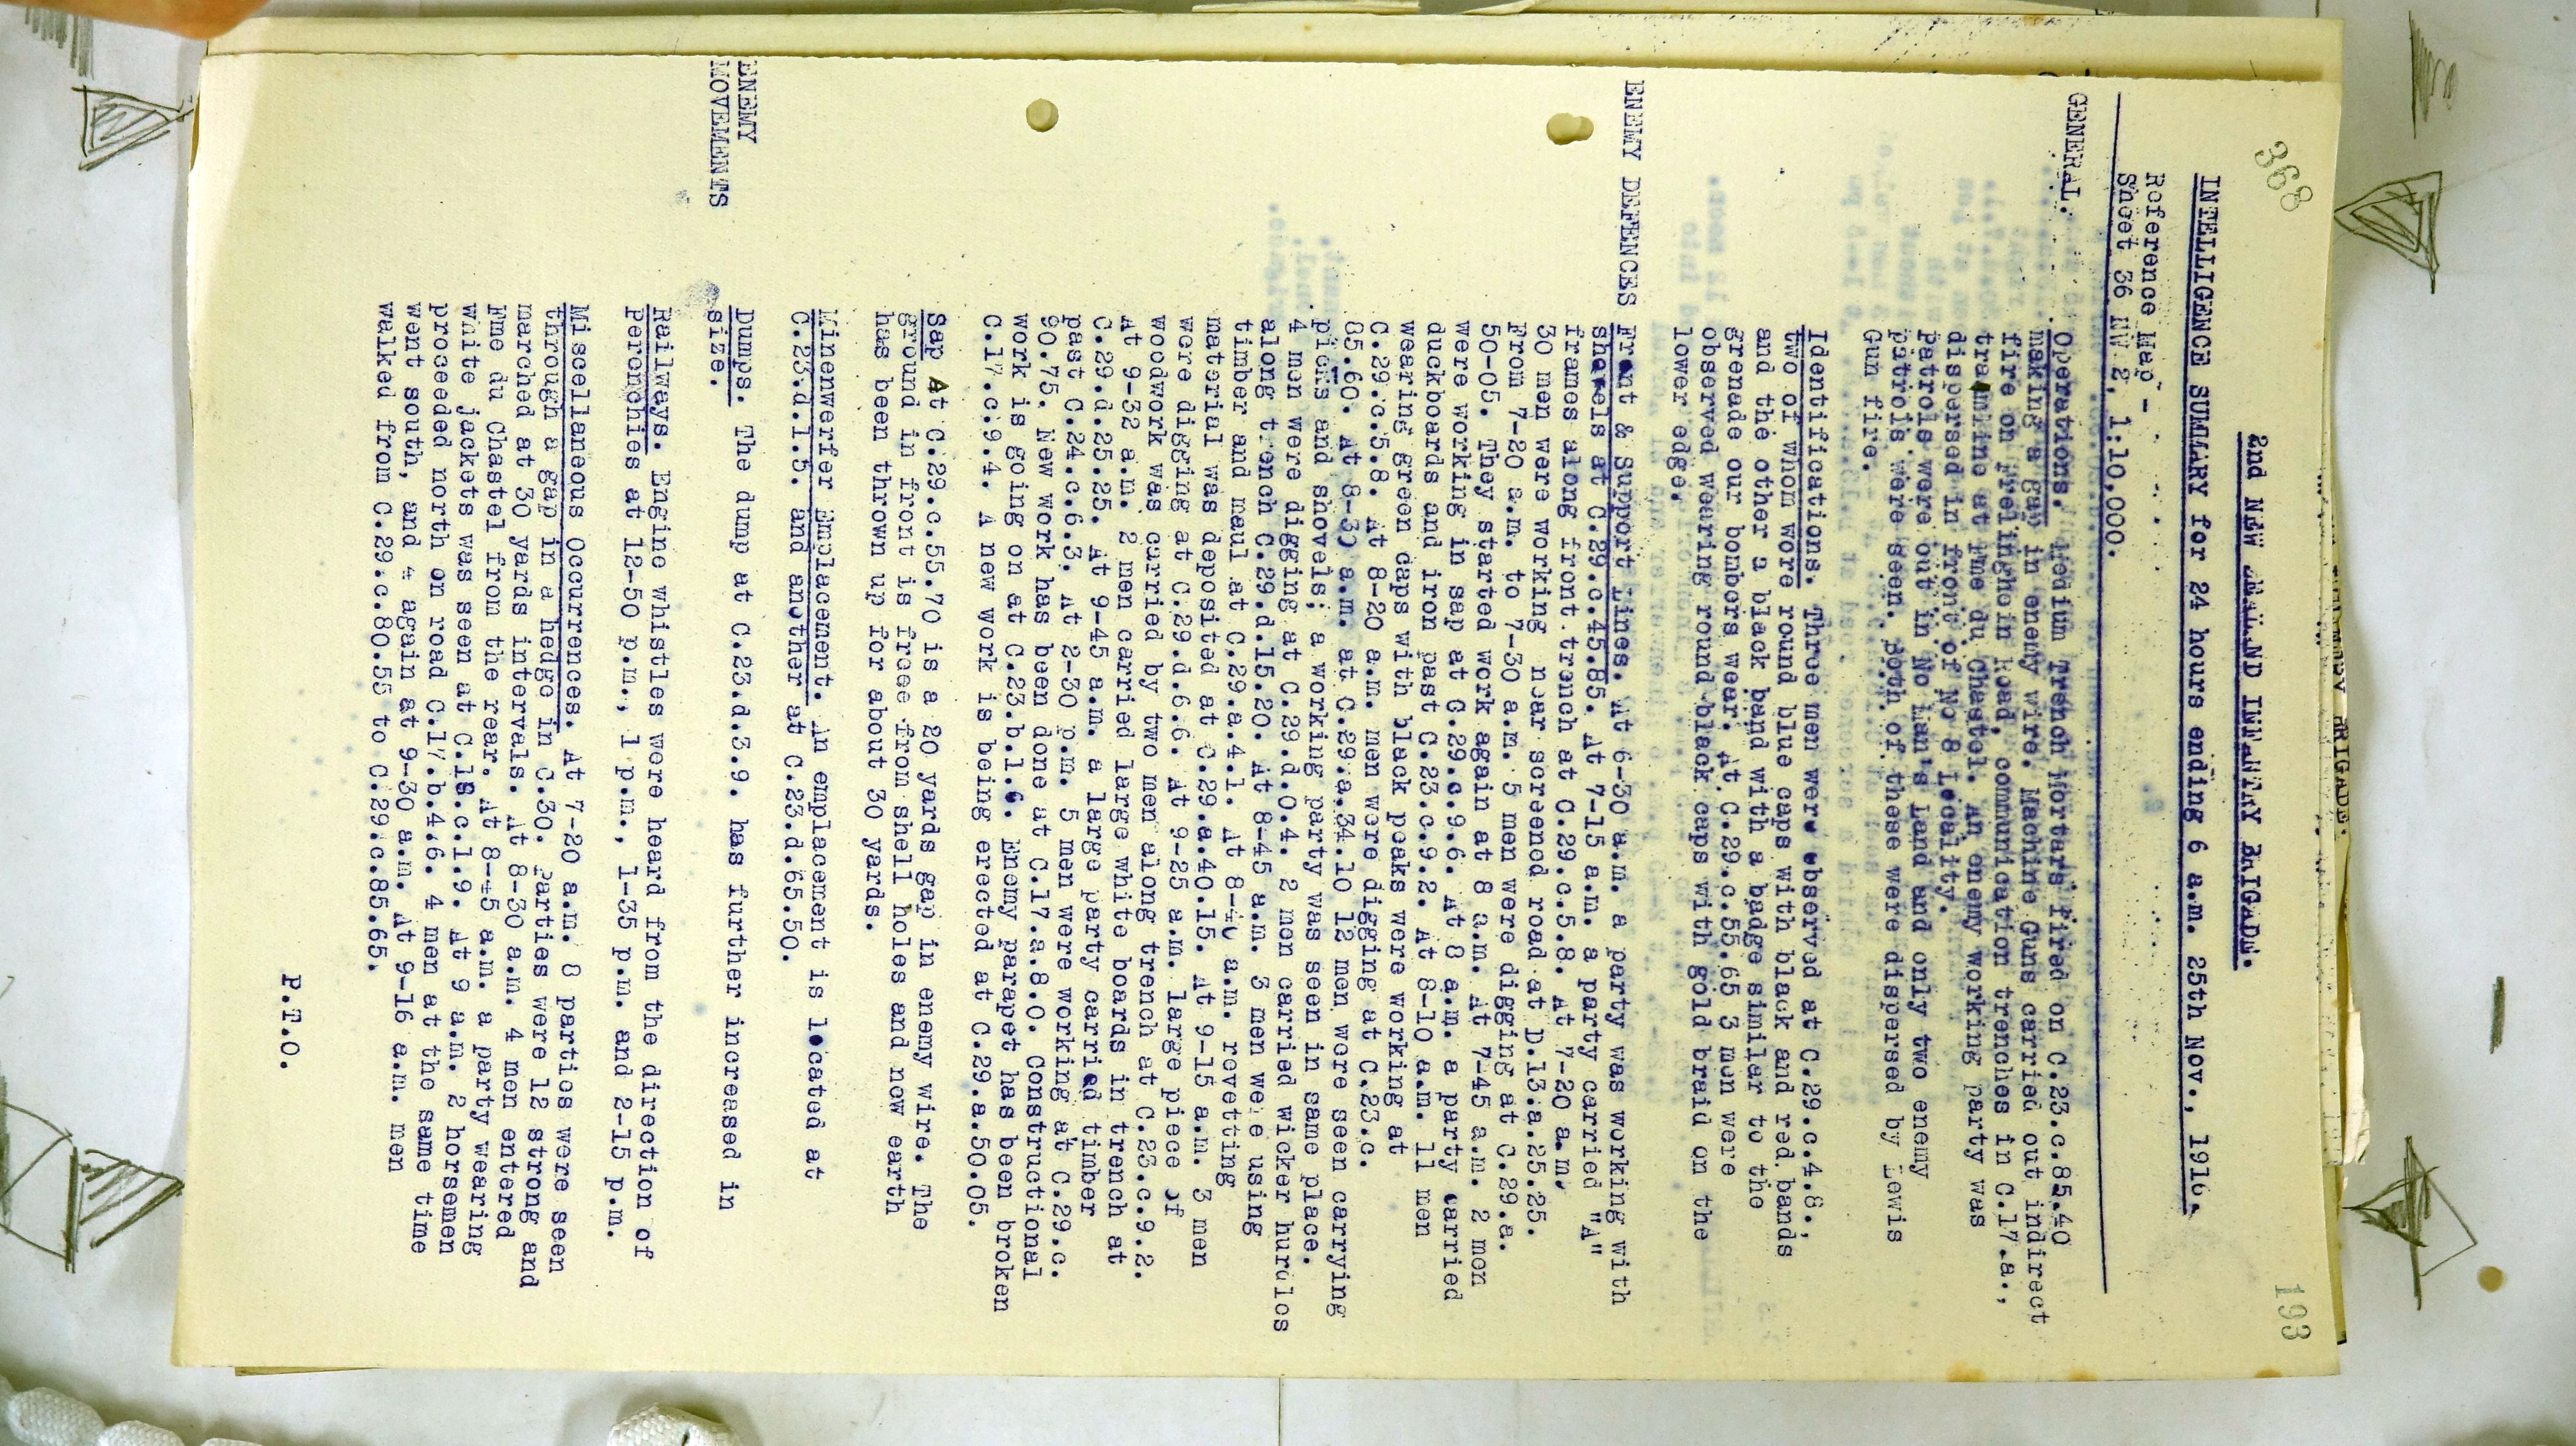 368
193
2nd NEW ZEALAND INFANTRY BRIGADE.
INTELLIGENCE SUMMARY for 24 hours ending 6 a.m. 25th Nov., 1916.
Reference Map -
Sheet 36 NW 2, 1:10,000.
GENERAL. Operations. Medium Trench Mortars fired on C.23.c.85.40
making a gap in enemy wire. Machine Guns carried out indirect
fire on Frelinghein Road, communication trenches in C.17.a.,
tramline at Fme du Chastel. An enemy working party was
dispersed in front of No 8 Locality.
Patrols were out in No Man's Land and only two enemy
patrols were seen. Both of these were dispersed by Lewis
Gun fire.
Identifications. Three men were observed at C.29.c.4.8.,
two of whom wore round blue caps with black and red bands
and the other a black band with a badge similar to the
grenade our bombers wear. At C.29.c.55.65 3 men were
observed wearing round black caps with gold braid on the
lower edge.
ENEMY DEFENCES Front & Support Lines. At 6-30 a.m. a party was working with
shovels at C.29.c.45.85. At 7-15 a.m. a party carried "A"
frames along front trench at C.29.c.5.8. At 7-20 a.m.
30 men were working near screened road at D.13.a.25.25.
From 7-20 a.m. to 7-30 a.m. 5 men were digging at C.29.a.
50-05. They started work again at 8 a.m. At 7-45 a.m. 2 men
were working in sap at C.29.c.9.6. At 8 a.m. a party carried
duckboards and iron past C.23.c.9.2. At 8-10 a.m. 11 men
wearing green caps with black peaks were working at
C.29.c.5.8. At 8-20 a.m. men were digging at C.23.c.
85.60. At 8-30 a.m. at C.29.a.34.10 12 men were seen carrying
picks and shovels; a working party was seen in same place.
4 men were digging at C.29.d.0.4. 2 men carried wicker hurdles
along trench C.29.d.15.20. At 8-45 a.m. 3 men were using
timber and maul at C.29.a.4.1. At 8-40 a.m. revetting
material was deposited at C.29.a.40.15. At 9-15 a.m. 3 men
were digging at C.29.d.6.6. At 9-25 a.m. large piece of
woodwork was carried by two men along trench at C.23.c.9.2.
At 9-32 a.m. 2 men carried large white boards in trench at
C.29.d.25.25. At 9-45 a.m. a large party carried timber
past C.24.c.6.3. At 2-30 p.m. 5 men were working at C.29.c.
90.75. New work has been done at C.17.a.8.0. Constructional
work is going on at C.23.b.1.6. Enemy parapet has been broken
C.17.c.9.4. A new work is being erected at C.29.a.50.05.
Sap At C.29.c.55.70 is a 20 yards gap in enemy wire. The
ground in front is free from shell holes and new earth
has been thrown up for about 30 yards.
Minenwerfer Emplacement. An emplacement is located at
C.23.d.1.5. and another at C.23.d.65.50.
Dumps. The dump at C.23.d.3.9. has further increased in
size.
ENEMY
MOVEMENTS
Railways. Engine whistles were heard from the direction of
Perenchies at 12-50 p.m., 1 p.m., 1-35 p.m. and 2-15 p.m.
Miscellaneous Occurrences. At 7-20 a.m. 8 parties were seen
through a gap in a hedge in C.30. Parties were 12 strong and
marched at 30 yards intervals. At 8-30 a.m. 4 men entered
Fme du Chastel from the rear. At 8-45 a.m. a party wearing
white jackets was seen at C.18.c.1.9. At 9 a.m. 2 horsemen
proceeded north on road C.17.b.4.6. 4 men at the same time
went south, and 4 again at 9-30 a.m. At 9-16 a.m. men
walked from C.29.c.80.55 to C.29.c.85.65.
P.T.O.